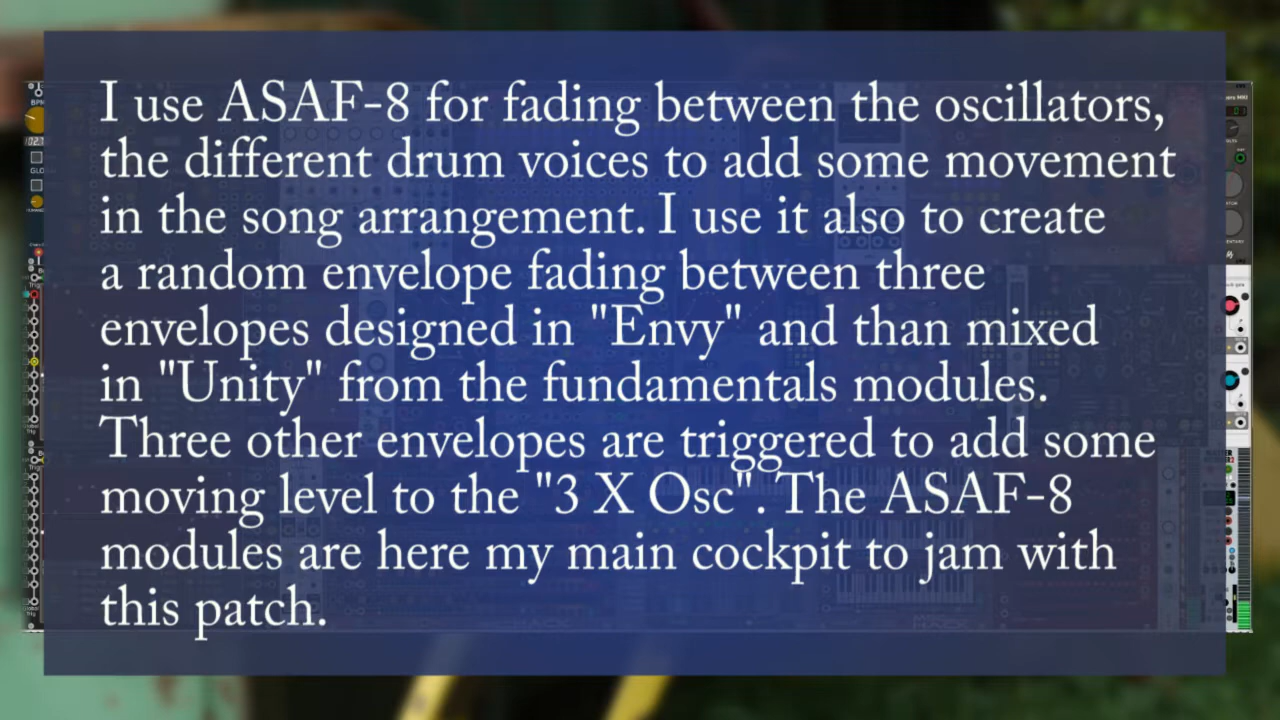 I use ASAF-8 for fading between the oscillators,
the different drum voices to add some movement
in the song arrangement. I use it also to create
a random envelope fading between three
envelopes designed in "Envy" and than mixed
in "Unity" from the fundamentals modules.
Three other envelopes are triggered to add some
moving level to the "3 X Osc". The ASAF-8
modules are here my main cockpit to jam with
this patch.